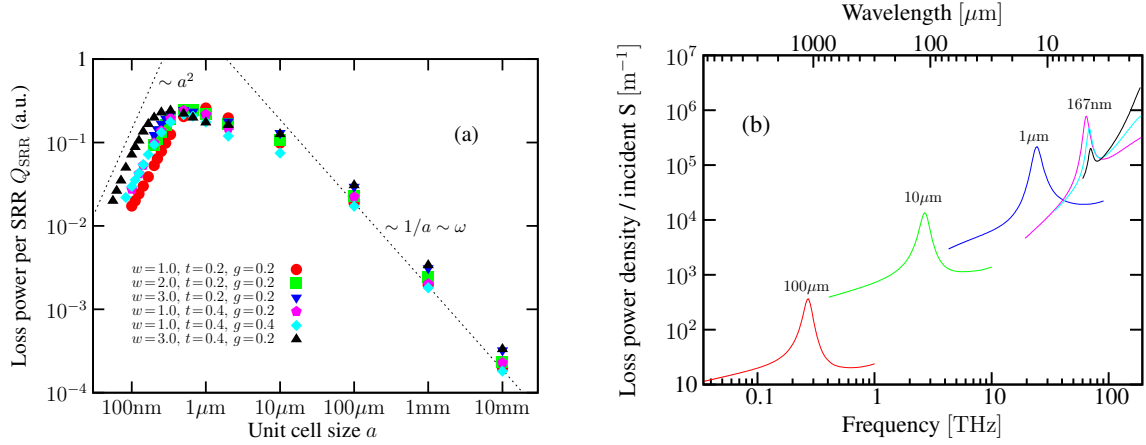 1
10⁻¹
10⁻²
10⁻³
10⁻⁴
Loss power per SRR Q_SRR (a.u.)
~ a²
(a)
~ 1/a ~ ω
w=1.0, t=0.2, g=0.2
w=2.0, t=0.2, g=0.2
w=3.0, t=0.2, g=0.2
w=1.0, t=0.4, g=0.2
w=1.0, t=0.4, g=0.4
w=3.0, t=0.4, g=0.2
100nm 1μm 10μm 100μm 1mm 10mm
Unit cell size a
Wavelength [μm]
1000 100 10
10⁷
10⁶
10⁵
10⁴
10³
10²
10
Loss power density / incident S [m⁻¹]
(b)
167nm
1μm
10μm
100μm
0.1 1 10 100
Frequency [THz]